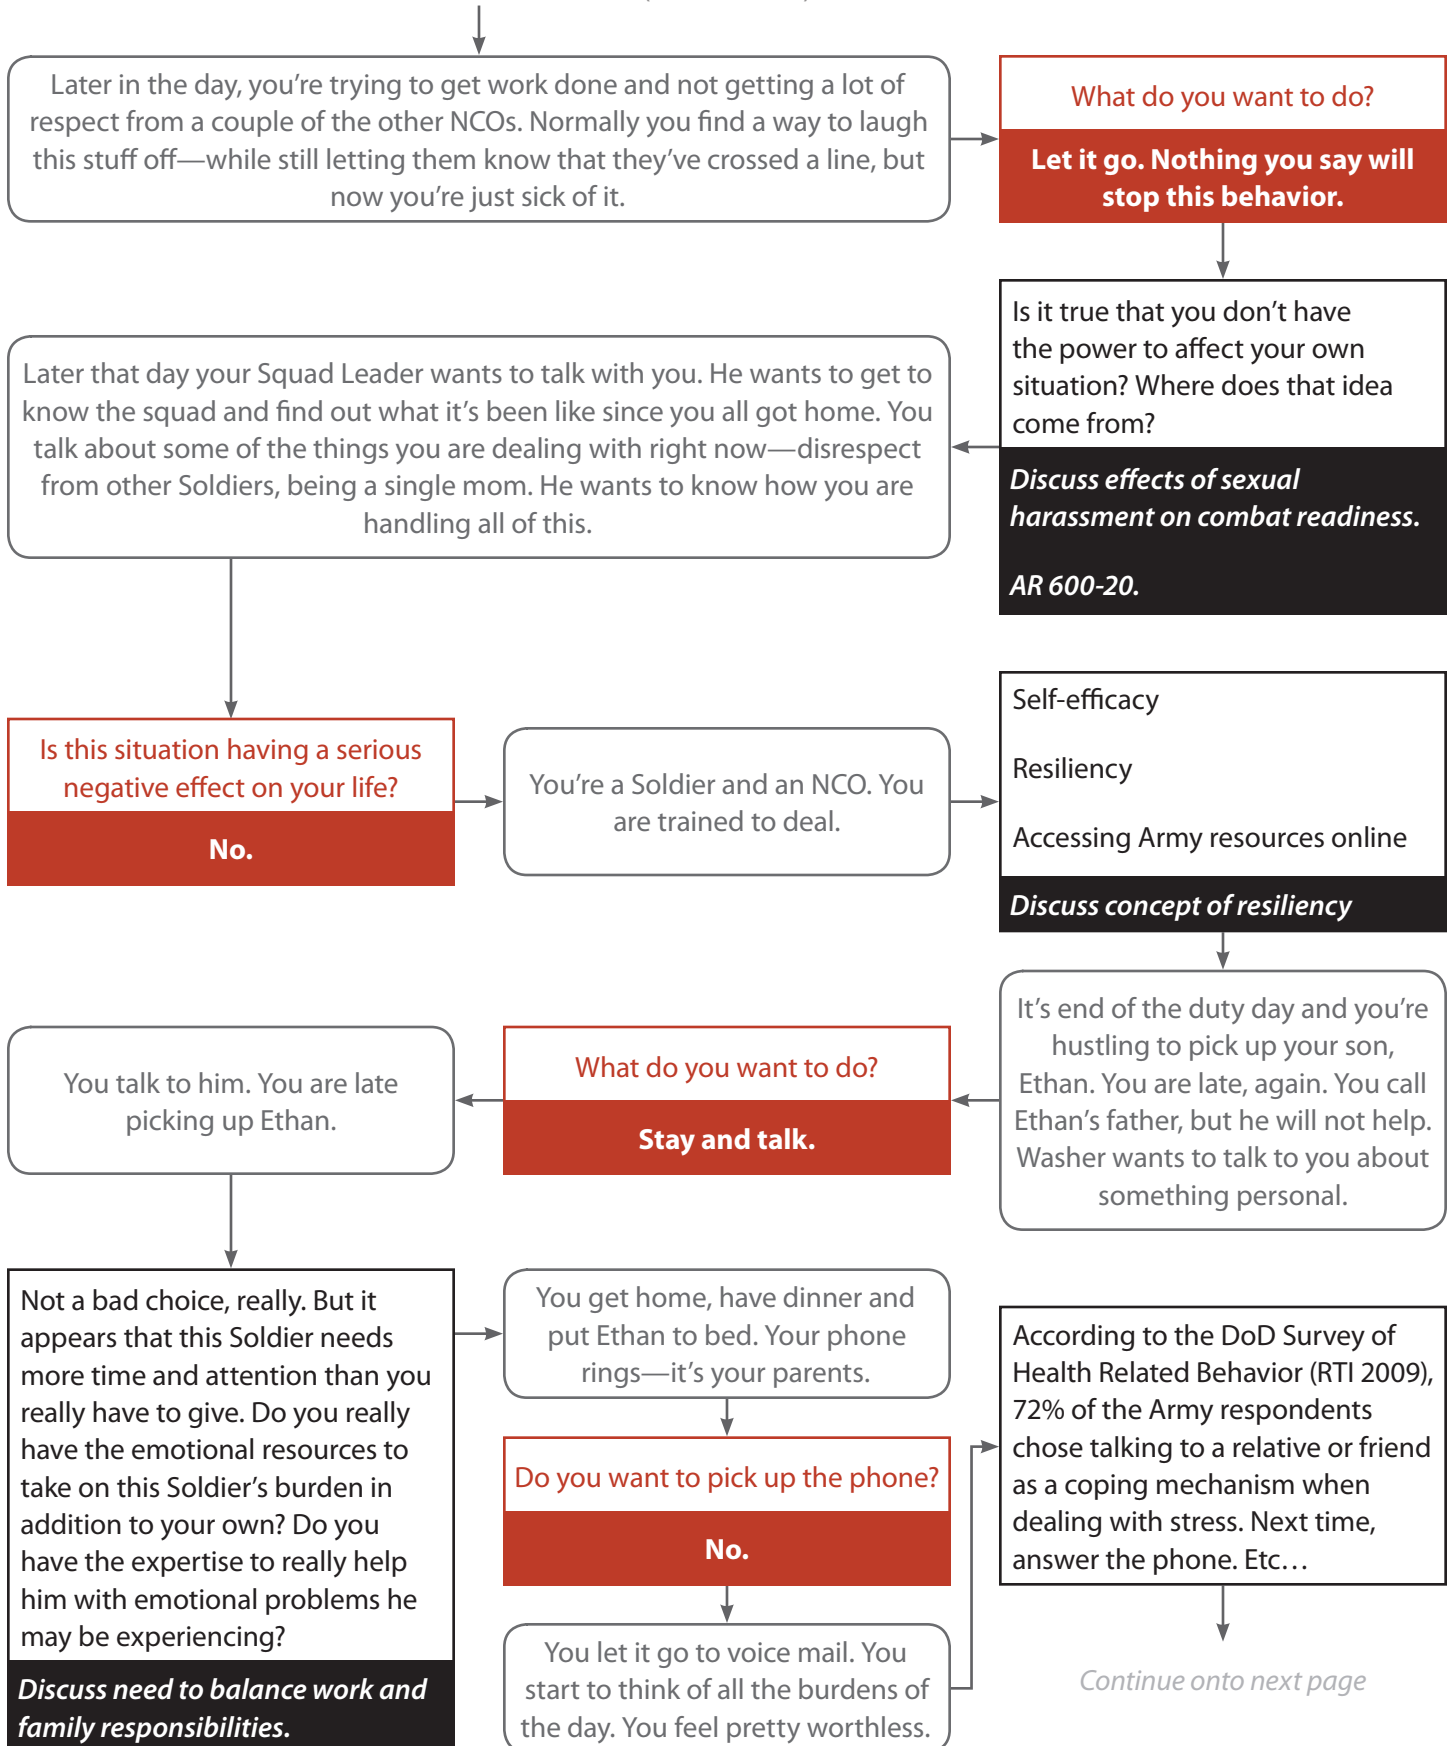 Later in the day, you’re trying to get work done and not getting a lot of
respect from a couple of the other NCOs. Normally you find a way to laugh
this stuff off—while still letting them know that they’ve crossed a line, but
now you’re just sick of it.
What do you want to do?
Let it go. Nothing you say will
stop this behavior.
Is it true that you don’t have
the power to affect your own
situation? Where does that idea
come from?
Discuss effects of sexual
harassment on combat readiness.
AR 600-20.
Later that day your Squad Leader wants to talk with you. He wants to get to
know the squad and find out what it’s been like since you all got home. You
talk about some of the things you are dealing with right now—disrespect
from other Soldiers, being a single mom. He wants to know how you are
handling all of this.
Is this situation having a serious
negative effect on your life?
No.
You’re a Soldier and an NCO. You
are trained to deal.
Self-efficacy
Resiliency
Accessing Army resources online
Discuss concept of resiliency
It’s end of the duty day and you’re
hustling to pick up your son,
Ethan. You are late, again. You call
Ethan’s father, but he will not help.
Washer wants to talk to you about
something personal.
What do you want to do?
Stay and talk.
You talk to him. You are late
picking up Ethan.
Not a bad choice, really. But it
appears that this Soldier needs
more time and attention than you
really have to give. Do you really
have the emotional resources to
take on this Soldier’s burden in
addition to your own? Do you
have the expertise to really help
him with emotional problems he
may be experiencing?
Discuss need to balance work and
family responsibilities.
You get home, have dinner and
put Ethan to bed. Your phone
rings—it’s your parents.
Do you want to pick up the phone?
No.
You let it go to voice mail. You
start to think of all the burdens of
the day. You feel pretty worthless.
According to the DoD Survey of
Health Related Behavior (RTI 2009),
72% of the Army respondents
chose talking to a relative or friend
as a coping mechanism when
dealing with stress. Next time,
answer the phone. Etc…
Continue onto next page